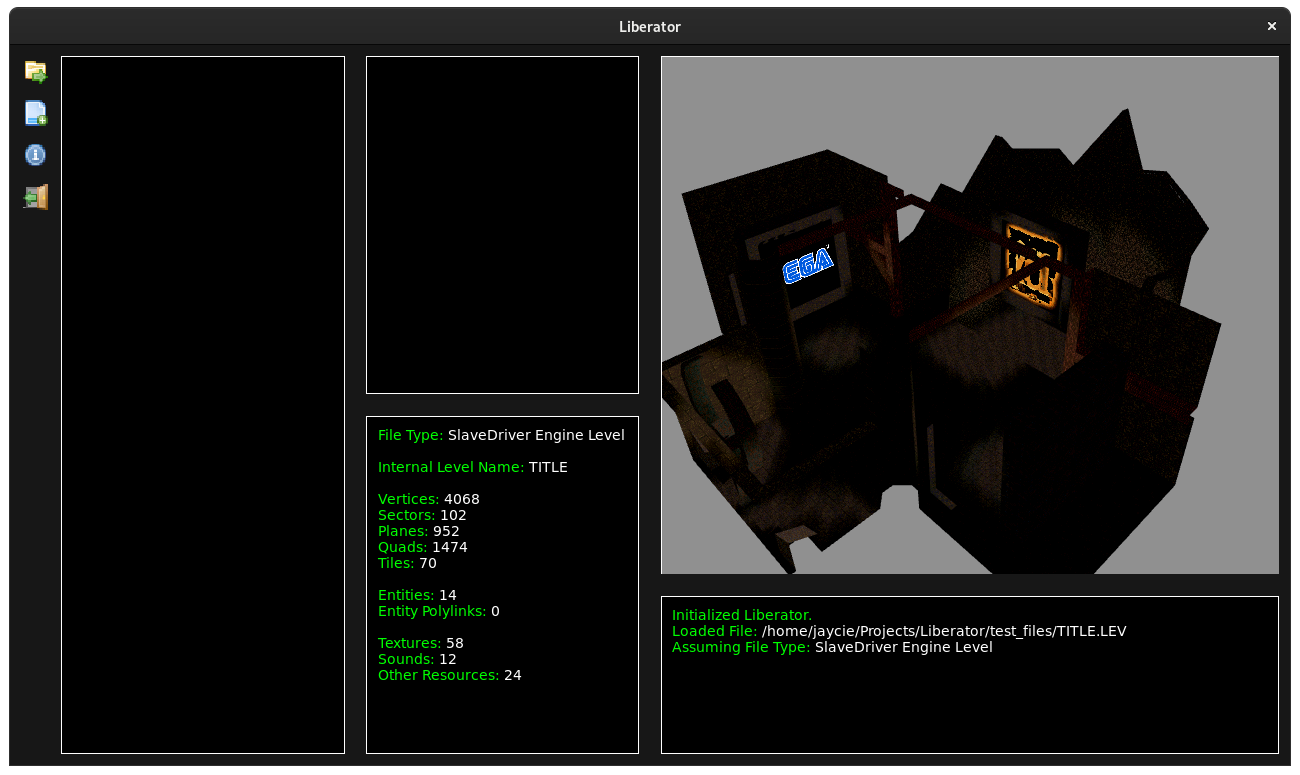 Liberator
EGA
File Type: SlaveDriver Engine Level
Internal Level Name: TITLE
Vertices: 4068
Sectors: 102
Planes: 952
Quads: 1474
Tiles: 70
Entities: 14
Entity Polylinks: 0
Textures: 58
Sounds: 12
Other Resources: 24
Initialized Liberator.
Loaded File: /home/jaycie/Projects/Liberator/test_files/TITLE.LEV
Assuming File Type: SlaveDriver Engine Level